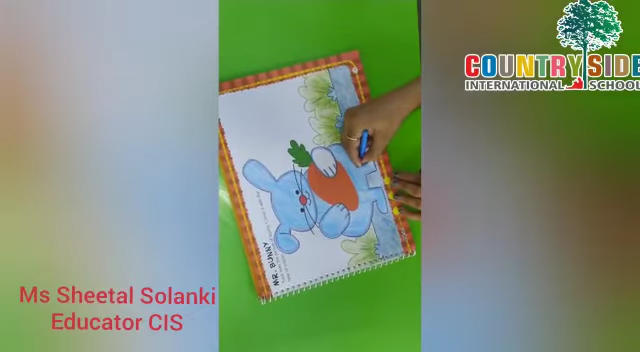 COUNTRY SIDE
INTERNATIONAL SCHOOL
MR. BUNNY
Ms Sheetal Solanki
Educator CIS